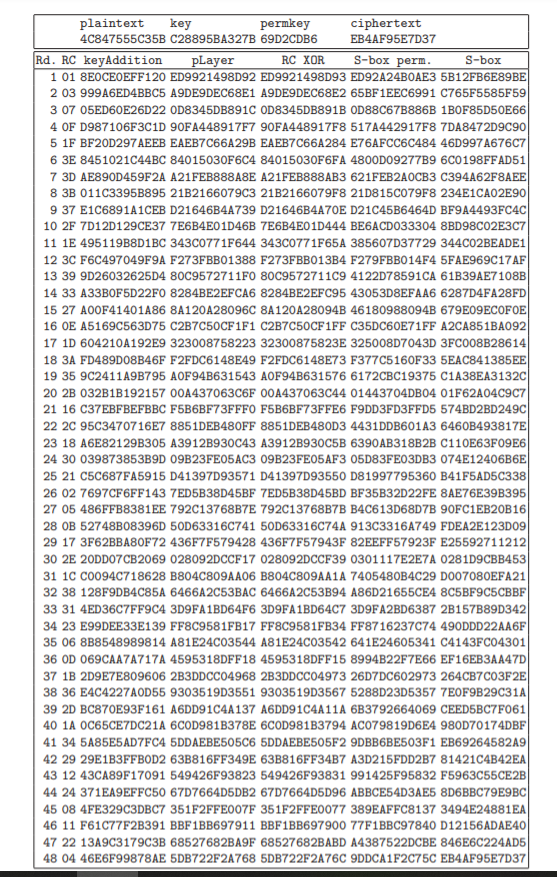 plaintext key permkey ciphertext
4C847555C35B C28895BA327B 69D2CDB6 EB4AF95E7D37
Rd. RC keyAddition pLayer RC XOR S-box perm. S-box
1 01 8E0CE0EFF120 ED9921498D92 ED9921498D93 ED92A24B0AE3 5B12FB6E89BE
2 03 999A6ED4BBC5 A9DE9DEC68E1 A9DE9DEC68E2 65BF1EEC6991 C765F5585F59
3 07 05ED60E26D22 0D8345DB891C 0D8345DB891B 0D88C67B886B 1B0F85D50E66
4 0F D987106F3C1D 90FA448917F7 90FA448917F8 517A442917F8 7DA8472D9C90
5 1F BF20D297AEEB EAEB7C66A29B EAEB7C66A284 E76AFCC6C484 46D997A676C7
6 3E 8451021C44BC 84015030F6C4 84015030F6FA 4800D09277B9 6C0198FFAD51
7 3D AE890D459F2A A21FEB888A8E A21FEB888AB3 621FEB2A0CB3 C394A62F8AEE
8 3B 011C3395B895 21B2166079C3 21B2166079F8 21D815C079F8 234E1CA02E90
9 37 E1C6891A1CEB D21646B4A739 D21646B4A70E D21C45B6464D BF9A4493FC4C
10 2F 7D12D129CE37 7E6B4E01D46B 7E6B4E01D444 BE6ACD033304 8BD98C02E3C7
11 1E 495119B8D1BC 343C0771F644 343C0771F65A 385607D37729 344C02BEADE1
12 3C F6C497049F9A F273FBB01388 F273FBB013B4 F279FBB014F4 5FAE969C17AF
13 39 9D26032625D4 80C9572711F0 80C9572711C9 4122D78591CA 61B39AE7108B
14 33 A33B0F5D22F0 8284BE2EFCA6 8284BE2EFC95 43053D8EFAA6 6287D4FA28FD
15 27 A00F41401A86 8A120A28096C 8A120A28094B 46180988094B 679E09EC0F0E
16 0E A5169C563D75 C2B7C50CF1F1 C2B7C50CF1FF C35DC60E71FF A2CA851BA092
17 1D 604210A192E9 323008758223 32300875823E 325008D7043D 3FC008B28614
18 3A FD489D08B46F F2FDC6148E49 F2FDC6148E73 F377C5160F33 5EAC841385EE
19 35 9C2411A9B795 A0F94B631543 A0F94B631576 6172CBC19375 C1A38EA3132C
20 2B 032B1B192157 00A437063C6F 00A437063C44 01443704DB04 01F62A04C9C7
21 16 C37EBFEBFBBC F5B6BF73FFF0 F5B6BF73FFE6 F9DD3FD3FFD5 574BD2BD249C
22 2C 95C3470716E7 8851DEB480FF 8851DEB480D3 4431DDB601A3 6460B493817E
23 18 A6E82129B305 A3912B930C43 A3912B930C5B 6390AB318B2B C110E63F09E6
24 30 039873853B9D 09B23FE05AC3 09B23FE05AF3 05D83FE03DB3 074E12406B6E
25 21 C5C687FA5915 D41397D93571 D41397D93550 D81997795360 B41F5AD5C338
26 02 7697CF6FF143 7ED5B38D45BF 7ED5B38D45BD BF35B32D22FE 8AE76E39B395
27 05 486FFB8381EE 792C13768B7E 792C13768B7B B4C613D68D7B 90FC1EB20B16
28 0B 52748B08396D 50D63316C741 50D63316C74A 913C3316A749 FDEA2E123D09
29 17 3F62BBA80F72 436F7F579428 436F7F57943F 82EEFF57923F E25592711212
30 2E 20DD07CB2069 028092DCCF17 028092DCCF39 0301117E2E7A 0281D9CBB453
31 1C C0094C718628 B804C809AA06 B804C809AA1A 7405480B4C29 D007080EFA21
32 38 128F9DB4C85A 6466A2C53BAC 6466A2C53B94 A86D21655CE4 8C5BF9C5CBBF
33 31 4ED36C7FF9C4 3D9FA1BD64F6 3D9FA1BD64C7 3D9FA2BD6387 2B157B89D342
34 23 E99DEE33E139 FF8C9581FB17 FF8C9581FB34 FF8716237C74 490DDD22AA6F
35 06 8B8548989814 A81E24C03544 A81E24C03542 641E24605341 C4143FC04301
36 0D 069CAA7A717A 4595318DFF18 4595318DFF15 8994B22F7E66 EF16EB3AA47D
37 1B 2D9E7E809606 2B3DDCC04968 2B3DDCC04973 26D7DC602973 264CB7C03F2E
38 36 E4C4227A0D55 9303519D3551 9303519D3567 5288D23D5357 7E0F9B29C31A
39 2D BC870E93F161 A6DD91C4A137 A6DD91C4A11A 6B3792664069 CEED5BC7F061
40 1A 0C65CE7DC21A 6C0D981B378E 6C0D981B3794 AC079819D6E4 980D70174DBF
41 34 5A85E5AD7FC4 5DDAEBE505C6 5DDAEBE505F2 9DBB6BE503F1 EB69264582A9
42 29 29E1B3FFB0D2 63B816FF349E 63B816FF34B7 A3D215FDD2B7 81421C4B42EA
43 12 43CA89F17091 549426F93823 549426F93831 991425F95832 F5963C55CE2B
44 24 371EA9EFFC50 67D7664D5DB2 67D7664D5D96 ABBCE54D3AE5 8D6BBC79E9BC
45 08 4FE329C3DBC7 351F2FFE007F 351F2FFE0077 389EAFFC8137 3494E24881EA
46 11 F61C77F2B391 BBF1BB697911 BBF1BB697900 77F1BBC97840 D12156ADAE40
47 22 13A9C3179C3B 68527682BA9F 68527682BABD A4387522DCBE 846E6C224AD5
48 04 46E6F99878AE 5DB722F2A768 5DB722F2A76C 9DDCA1F2C75C EB4AF95E7D37